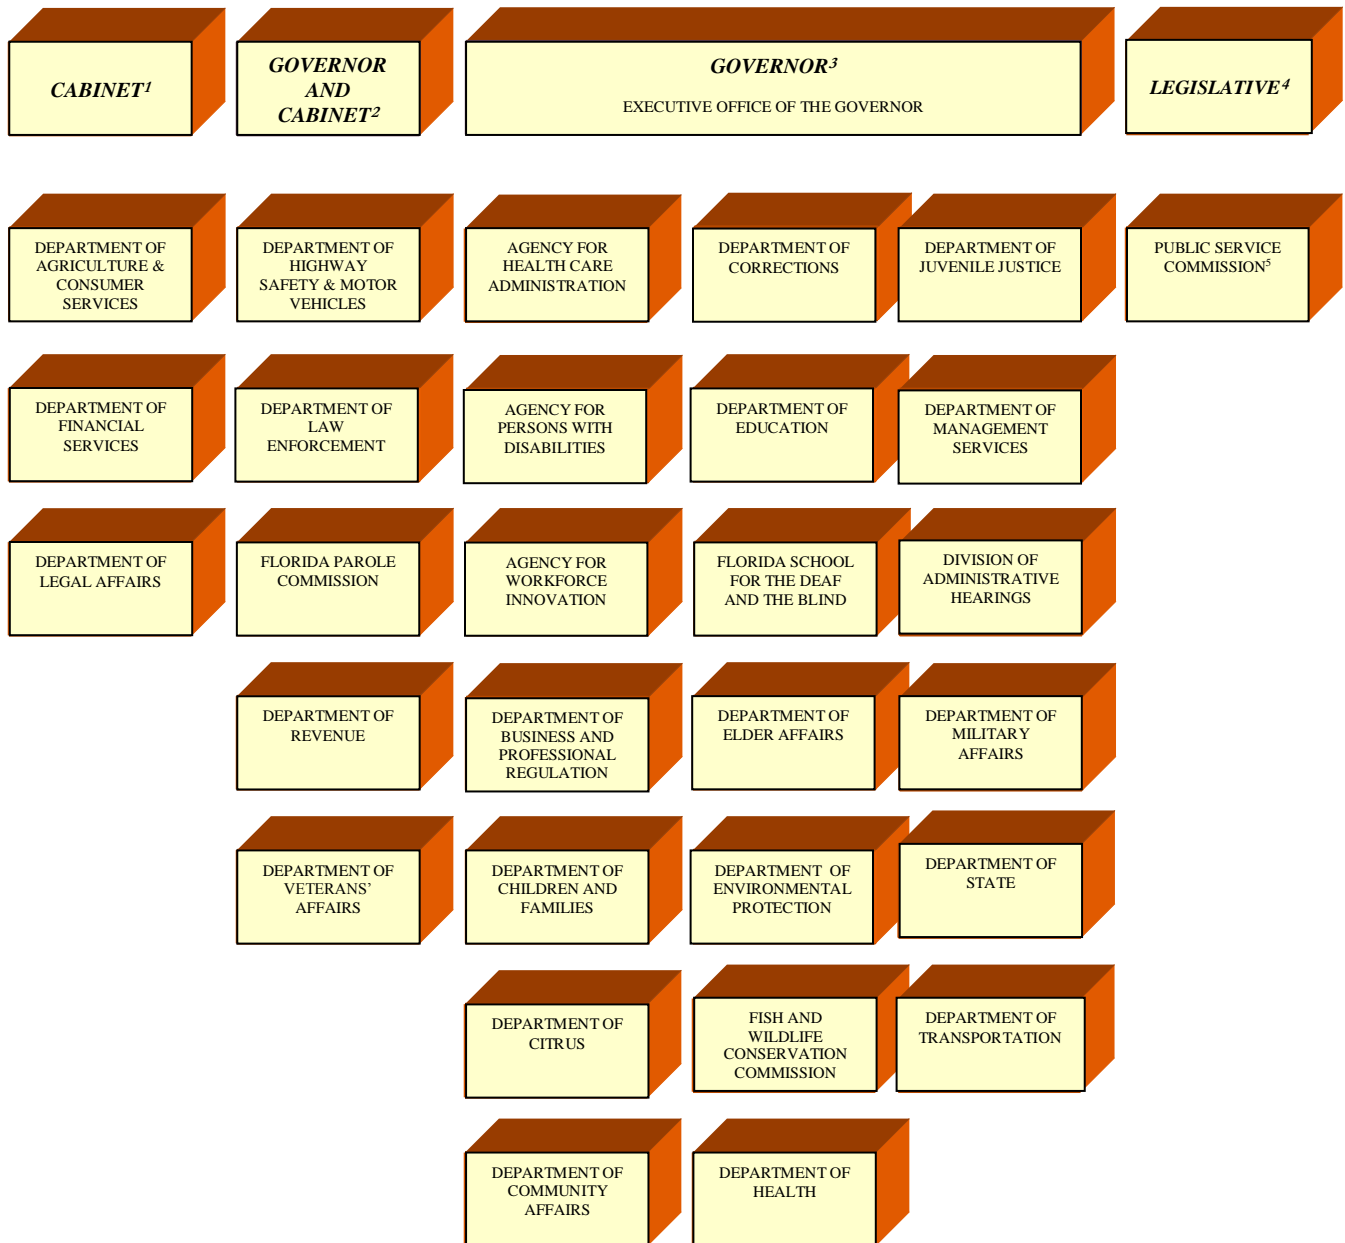 CABINET¹
GOVERNOR
AND
CABINET²
GOVERNOR³
EXECUTIVE OFFICE OF THE GOVERNOR
LEGISLATIVE⁴
DEPARTMENT OF
AGRICULTURE &
CONSUMER
SERVICES
DEPARTMENT OF
HIGHWAY
SAFETY & MOTOR
VEHICLES
AGENCY FOR
HEALTH CARE
ADMINISTRATION
DEPARTMENT OF
CORRECTIONS
DEPARTMENT OF
JUVENILE JUSTICE
PUBLIC SERVICE
COMMISSION⁵
DEPARTMENT OF
FINANCIAL
SERVICES
DEPARTMENT OF
LAW
ENFORCEMENT
AGENCY FOR
PERSONS WITH
DISABILITIES
DEPARTMENT OF
EDUCATION
DEPARTMENT OF
MANAGEMENT
SERVICES
DEPARTMENT OF
LEGAL AFFAIRS
FLORIDA PAROLE
COMMISSION
AGENCY FOR
WORKFORCE
INNOVATION
FLORIDA SCHOOL
FOR THE DEAF
AND THE BLIND
DIVISION OF
ADMINISTRATIVE
HEARINGS
DEPARTMENT OF
REVENUE
DEPARTMENT OF
BUSINESS AND
PROFESSIONAL
REGULATION
DEPARTMENT OF
ELDER AFFAIRS
DEPARTMENT OF
MILITARY
AFFAIRS
DEPARTMENT OF
VETERANS’
AFFAIRS
DEPARTMENT OF
CHILDREN AND
FAMILIES
DEPARTMENT OF
ENVIRONMENTAL
PROTECTION
DEPARTMENT OF
STATE
DEPARTMENT OF
CITRUS
FISH AND
WILDLIFE
CONSERVATION
COMMISSION
DEPARTMENT OF
TRANSPORTATION
DEPARTMENT OF
COMMUNITY
AFFAIRS
DEPARTMENT OF
HEALTH